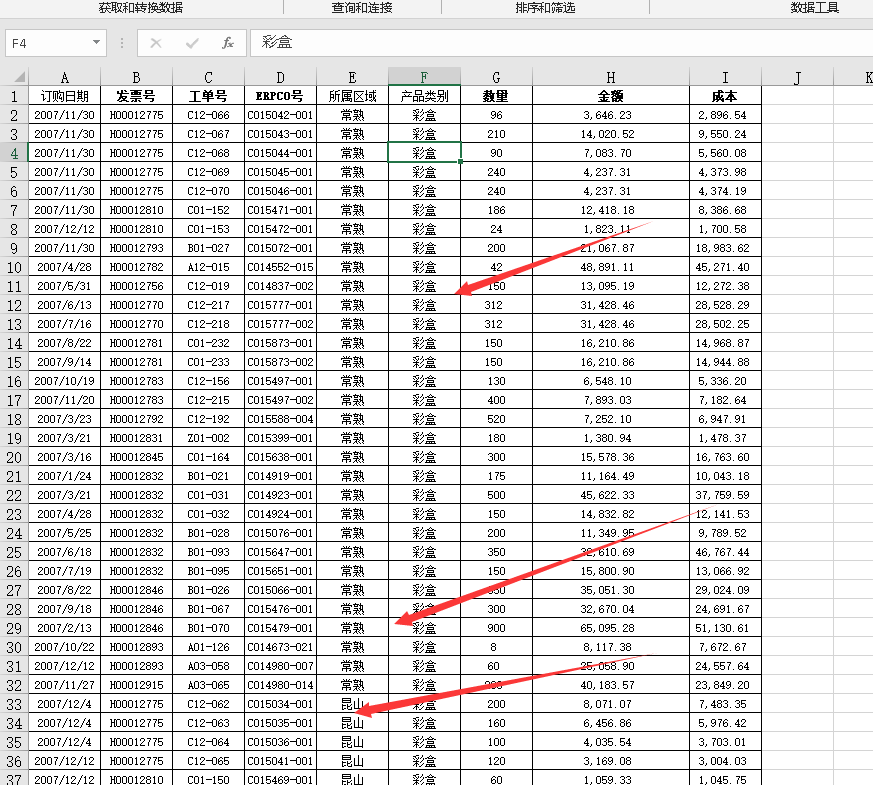 获取和转换数据 查询和连接 排序和筛选 数据工具
F4 fx 彩盒
A B C D E F G H I J K
1 订购日期 发票号 工单号 ERPCO号 所属区域 产品类别 数量 金额 成本
2 2007/11/30 H00012775 C12-066 C015042-001 常熟 彩盒 96 3,646.23 2,896.54
3 2007/11/30 H00012775 C12-067 C015043-001 常熟 彩盒 210 14,020.52 9,550.24
4 2007/11/30 H00012775 C12-068 C015044-001 常熟 彩盒 90 7,083.70 5,560.08
5 2007/11/30 H00012775 C12-069 C015045-001 常熟 彩盒 240 4,237.31 4,373.98
6 2007/11/30 H00012775 C12-070 C015046-001 常熟 彩盒 240 4,237.31 4,374.19
7 2007/11/30 H00012810 C01-152 C015471-001 常熟 彩盒 186 12,418.18 8,386.68
8 2007/12/12 H00012810 C01-153 C015472-001 常熟 彩盒 24 1,823.11 1,700.58
9 2007/11/30 H00012793 B01-027 C015072-001 常熟 彩盒 200 21,067.87 18,983.62
10 2007/4/28 H00012782 A12-015 C014552-015 常熟 彩盒 42 48,891.11 45,271.40
11 2007/5/31 H00012756 C12-019 C014837-002 常熟 彩盒 150 13,095.19 12,272.38
12 2007/6/13 H00012770 C12-217 C015777-001 常熟 彩盒 312 31,428.46 28,528.29
13 2007/7/16 H00012770 C12-218 C015777-002 常熟 彩盒 312 31,428.46 28,502.25
14 2007/8/22 H00012781 C01-232 C015873-001 常熟 彩盒 150 16,210.86 14,968.87
15 2007/9/14 H00012781 C01-233 C015873-002 常熟 彩盒 150 16,210.86 14,944.88
16 2007/10/19 H00012783 C12-156 C015497-001 常熟 彩盒 130 6,548.10 5,336.20
17 2007/11/20 H00012783 C12-215 C015497-002 常熟 彩盒 400 7,893.03 7,182.64
18 2007/3/23 H00012792 C12-192 C015588-004 常熟 彩盒 520 7,252.10 6,947.91
19 2007/3/21 H00012831 Z01-002 C015399-001 常熟 彩盒 180 1,380.94 1,478.37
20 2007/3/16 H00012845 C01-164 C015638-001 常熟 彩盒 300 15,578.36 16,763.60
21 2007/1/24 H00012832 B01-021 C014919-001 常熟 彩盒 175 11,164.49 10,043.18
22 2007/3/21 H00012832 C01-031 C014923-001 常熟 彩盒 500 45,622.33 37,759.59
23 2007/4/28 H00012832 C01-032 C014924-001 常熟 彩盒 150 14,832.82 12,141.53
24 2007/5/25 H00012832 B01-028 C015076-001 常熟 彩盒 200 11,349.95 9,789.52
25 2007/6/18 H00012832 B01-093 C015647-001 常熟 彩盒 350 32,610.69 46,767.44
26 2007/7/19 H00012832 B01-095 C015651-001 常熟 彩盒 150 15,800.90 13,066.92
27 2007/8/22 H00012846 B01-026 C015066-001 常熟 彩盒 35,051.30 29,024.09
28 2007/9/18 H00012846 B01-067 C015476-001 常熟 彩盒 300 32,670.04 24,691.67
29 2007/2/13 H00012846 B01-070 C015479-001 常熟 彩盒 900 65,095.28 51,130.61
30 2007/10/22 H00012893 A01-126 C014673-021 常熟 彩盒 8 8,117.38 7,672.67
31 2007/12/12 H00012893 A03-058 C014980-007 常熟 彩盒 60 25,058.90 24,557.64
32 2007/11/27 H00012915 A03-065 C014980-014 常熟 彩盒 40,183.57 23,849.20
33 2007/12/4 H00012775 C12-062 C015034-001 昆山 彩盒 200 8,071.07 7,483.35
34 2007/12/4 H00012775 C12-063 C015035-001 昆山 彩盒 160 6,456.86 5,976.42
35 2007/12/4 H00012775 C12-064 C015036-001 昆山 彩盒 100 4,035.54 3,703.01
36 2007/12/12 H00012775 C12-065 C015041-001 昆山 彩盒 120 3,169.08 3,004.03
37 2007/12/12 H00012810 C01-150 C015469-001 昆山 彩盒 60 1,059.33 1,045.75